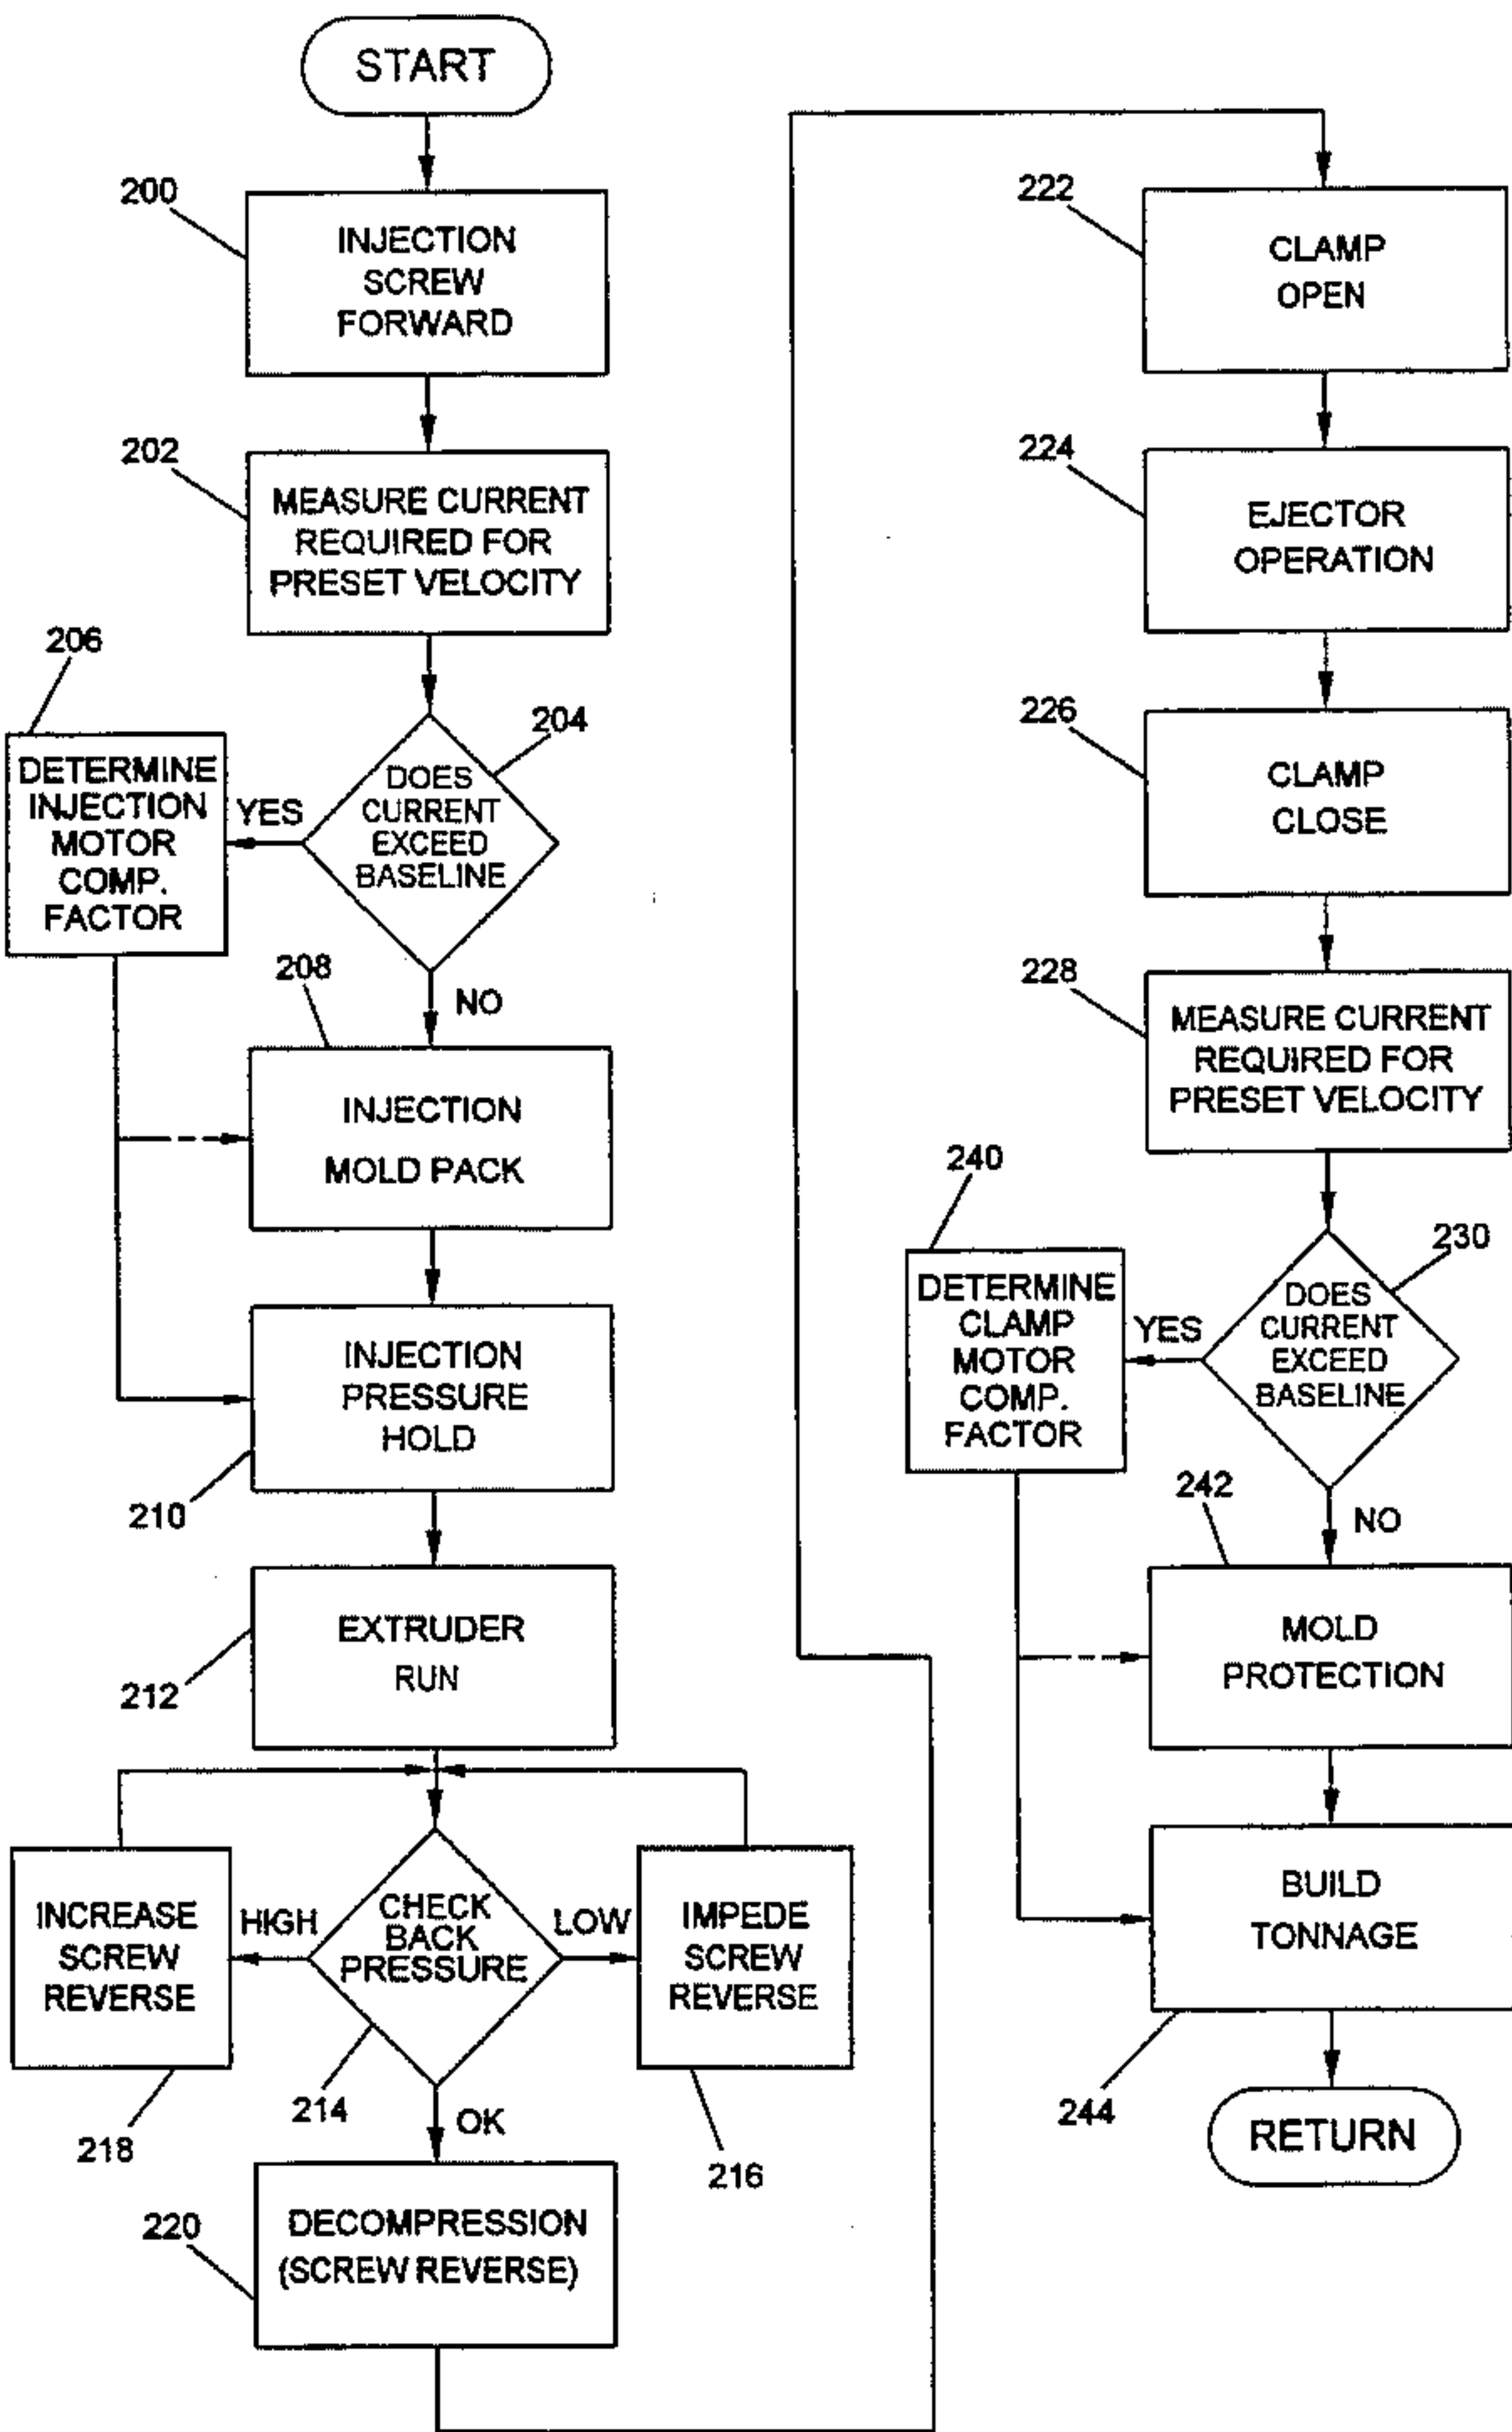 START
200
INJECTION
SCREW
FORWARD
202
MEASURE CURRENT
REQUIRED FOR
PRESET VELOCITY
206
DETERMINE
INJECTION
MOTOR
COMP.
FACTOR
YES
204
DOES
CURRENT
EXCEED
BASELINE
NO
208
INJECTION
MOLD PACK
INJECTION
PRESSURE
HOLD
210
EXTRUDER
RUN
212
INCREASE
SCREW
REVERSE
218
HIGH
CHECK
BACK
PRESSURE
214
LOW
IMPEDE
SCREW
REVERSE
216
OK
220
DECOMPRESSION
(SCREW REVERSE)
222
CLAMP
OPEN
224
EJECTOR
OPERATION
226
CLAMP
CLOSE
228
MEASURE CURRENT
REQUIRED FOR
PRESET VELOCITY
240
DETERMINE
CLAMP
MOTOR
COMP.
FACTOR
YES
230
DOES
CURRENT
EXCEED
BASELINE
NO
242
MOLD
PROTECTION
BUILD
TONNAGE
244
RETURN